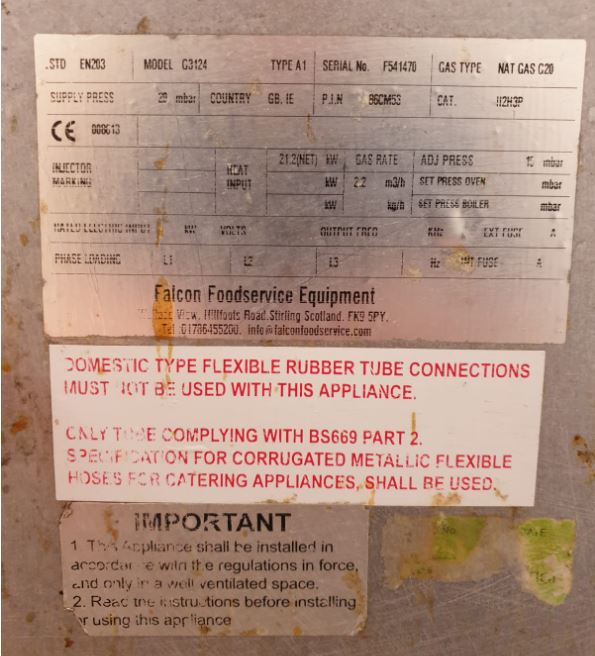 STD EN203 MODEL G3124 TYPE A1 SERIAL No. F541470 GAS TYPE NAT GAS G20
SUPPLY PRESS 20 mbar COUNTRY GB, IE P.I.N 86CM53 CAT. II2H3P
CE 0086
INJECTOR MARKING HEAT INPUT 21.2(NET) kW GAS RATE ADJ PRESS 15 mbar
kW 2.2 m3/h SET PRESS OVEN mbar
kW kg/h SET PRESS BOILER mbar
RATED ELECTRIC INPUT kW VOLTS OUTPUT FREQ KHz EXT FUSE A
PHASE LOADING L1 L2 L3 Hz INT FUSE A
Falcon Foodservice Equipment
View, Hillfoots Road. Stirling Scotland. FK9 5PY.
Tel: 01786455200. info@falconfoodservice.com
DOMESTIC TYPE FLEXIBLE RUBBER TUBE CONNECTIONS
MUST NOT BE USED WITH THIS APPLIANCE.
ONLY TUBE COMPLYING WITH BS669 PART 2.
SPECIFICATION FOR CORRUGATED METALLIC FLEXIBLE
HOSES FOR CATERING APPLIANCES, SHALL BE USED.
IMPORTANT
1. This Appliance shall be installed in
accordance with the regulations in force,
and only in a well ventilated space.
2. Read the instructions before installing
or using this appliance